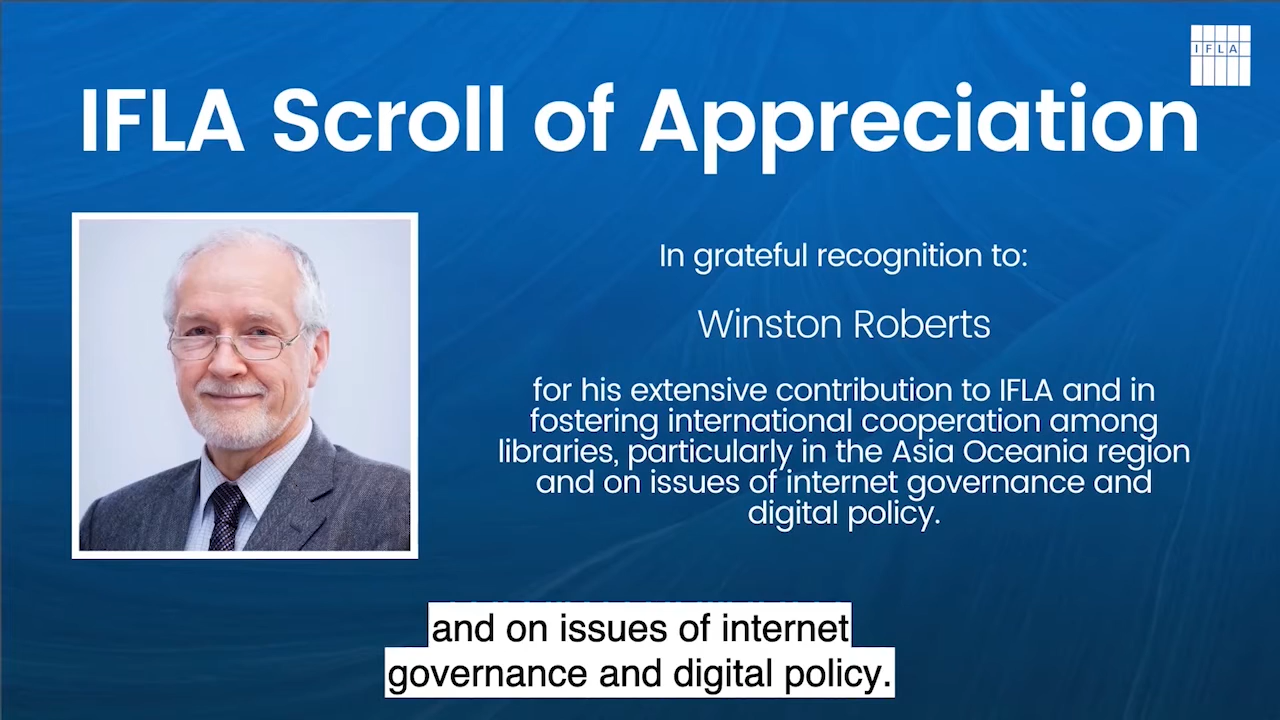 IFLA
IFLA Scroll of Appreciation
In grateful recognition to:
Winston Roberts
for his extensive contribution to IFLA and in
fostering international cooperation among
libraries, particularly in the Asia Oceania region
and on issues of internet governance and
digital policy.
and on issues of internet
governance and digital policy.